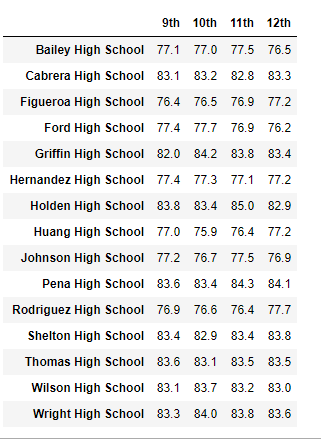 9th 10th 11th 12th
Bailey High School 77.1 77.0 77.5 76.5
Cabrera High School 83.1 83.2 82.8 83.3
Figueroa High School 76.4 76.5 76.9 77.2
Ford High School 77.4 77.7 76.9 76.2
Griffin High School 82.0 84.2 83.8 83.4
Hernandez High School 77.4 77.3 77.1 77.2
Holden High School 83.8 83.4 85.0 82.9
Huang High School 77.0 75.9 76.4 77.2
Johnson High School 77.2 76.7 77.5 76.9
Pena High School 83.6 83.4 84.3 84.1
Rodriguez High School 76.9 76.6 76.4 77.7
Shelton High School 83.4 82.9 83.4 83.8
Thomas High School 83.6 83.1 83.5 83.5
Wilson High School 83.1 83.7 83.2 83.0
Wright High School 83.3 84.0 83.8 83.6